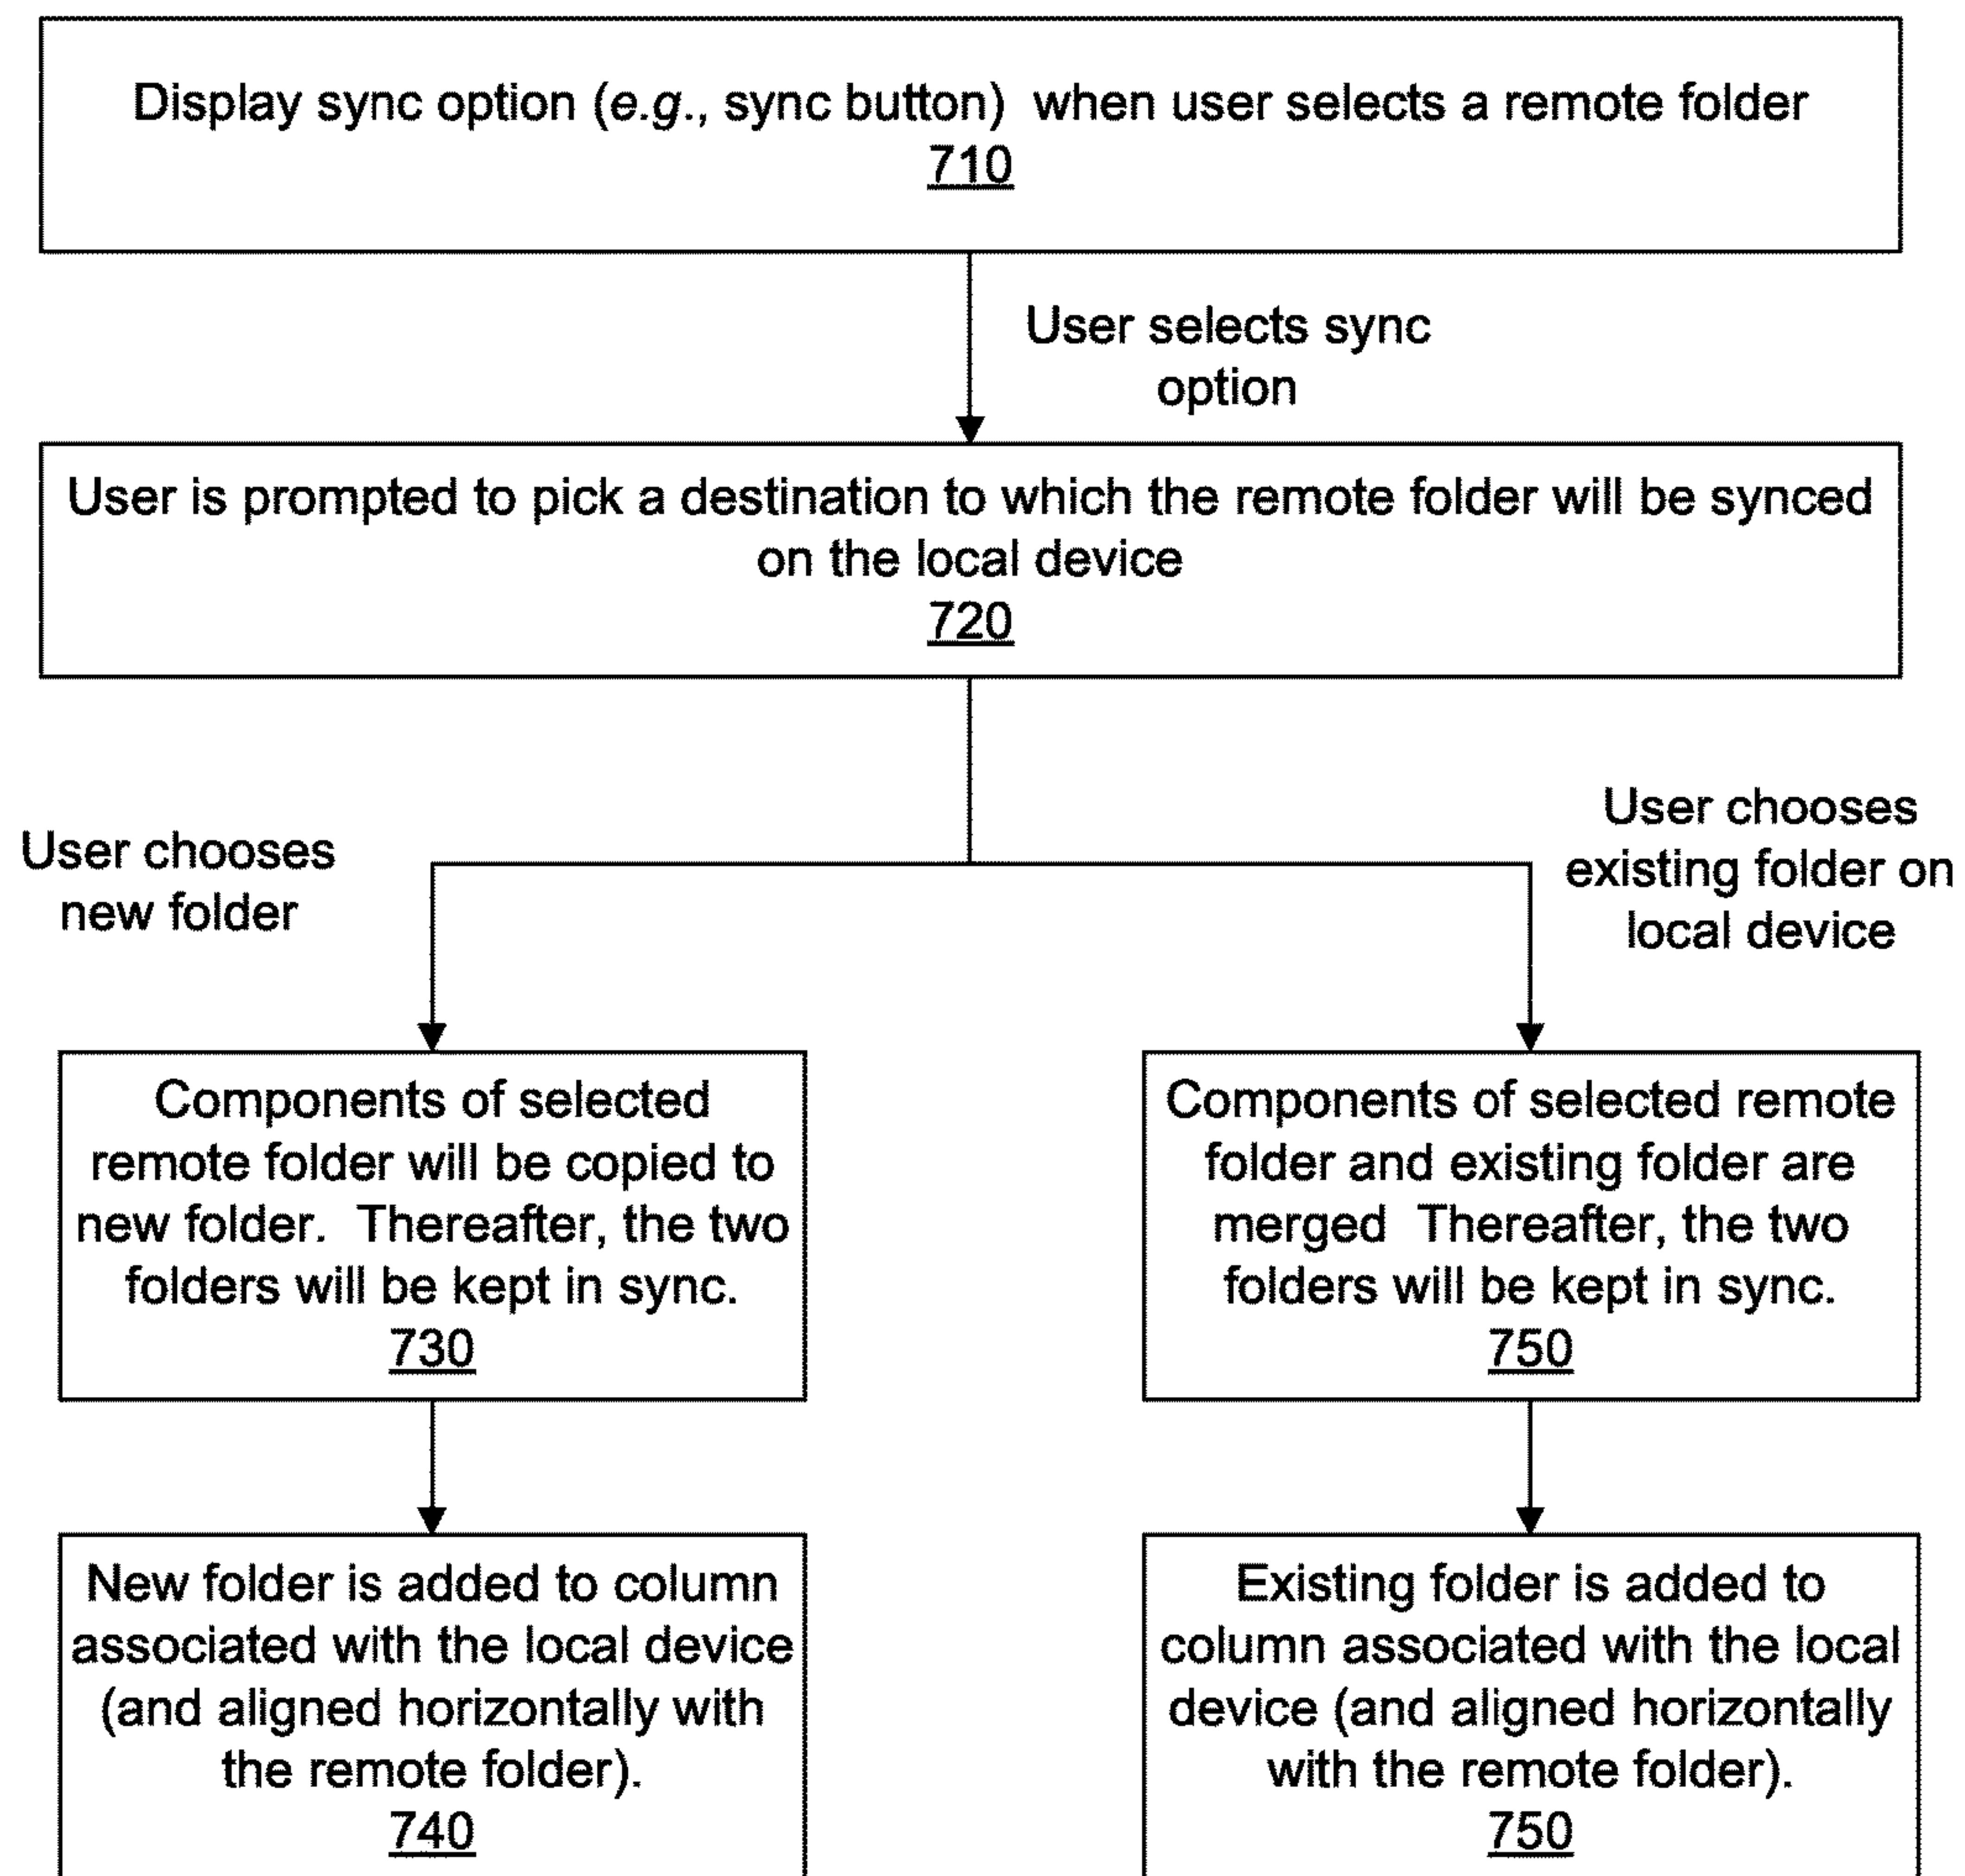 Display sync option (e.g., sync button)  when user selects a remote folder
710
User selects sync
option
User is prompted to pick a destination to which the remote folder will be synced
on the local device
720
User chooses
new folder
User chooses
existing folder on
local device
Components of selected
remote folder will be copied to
new folder.  Thereafter, the two
folders will be kept in sync.
730
Components of selected remote
folder and existing folder are
merged  Thereafter, the two
folders will be kept in sync.
750
New folder is added to column
associated with the local device
(and aligned horizontally with
the remote folder).
740
Existing folder is added to
column associated with the local
device (and aligned horizontally
with the remote folder).
750